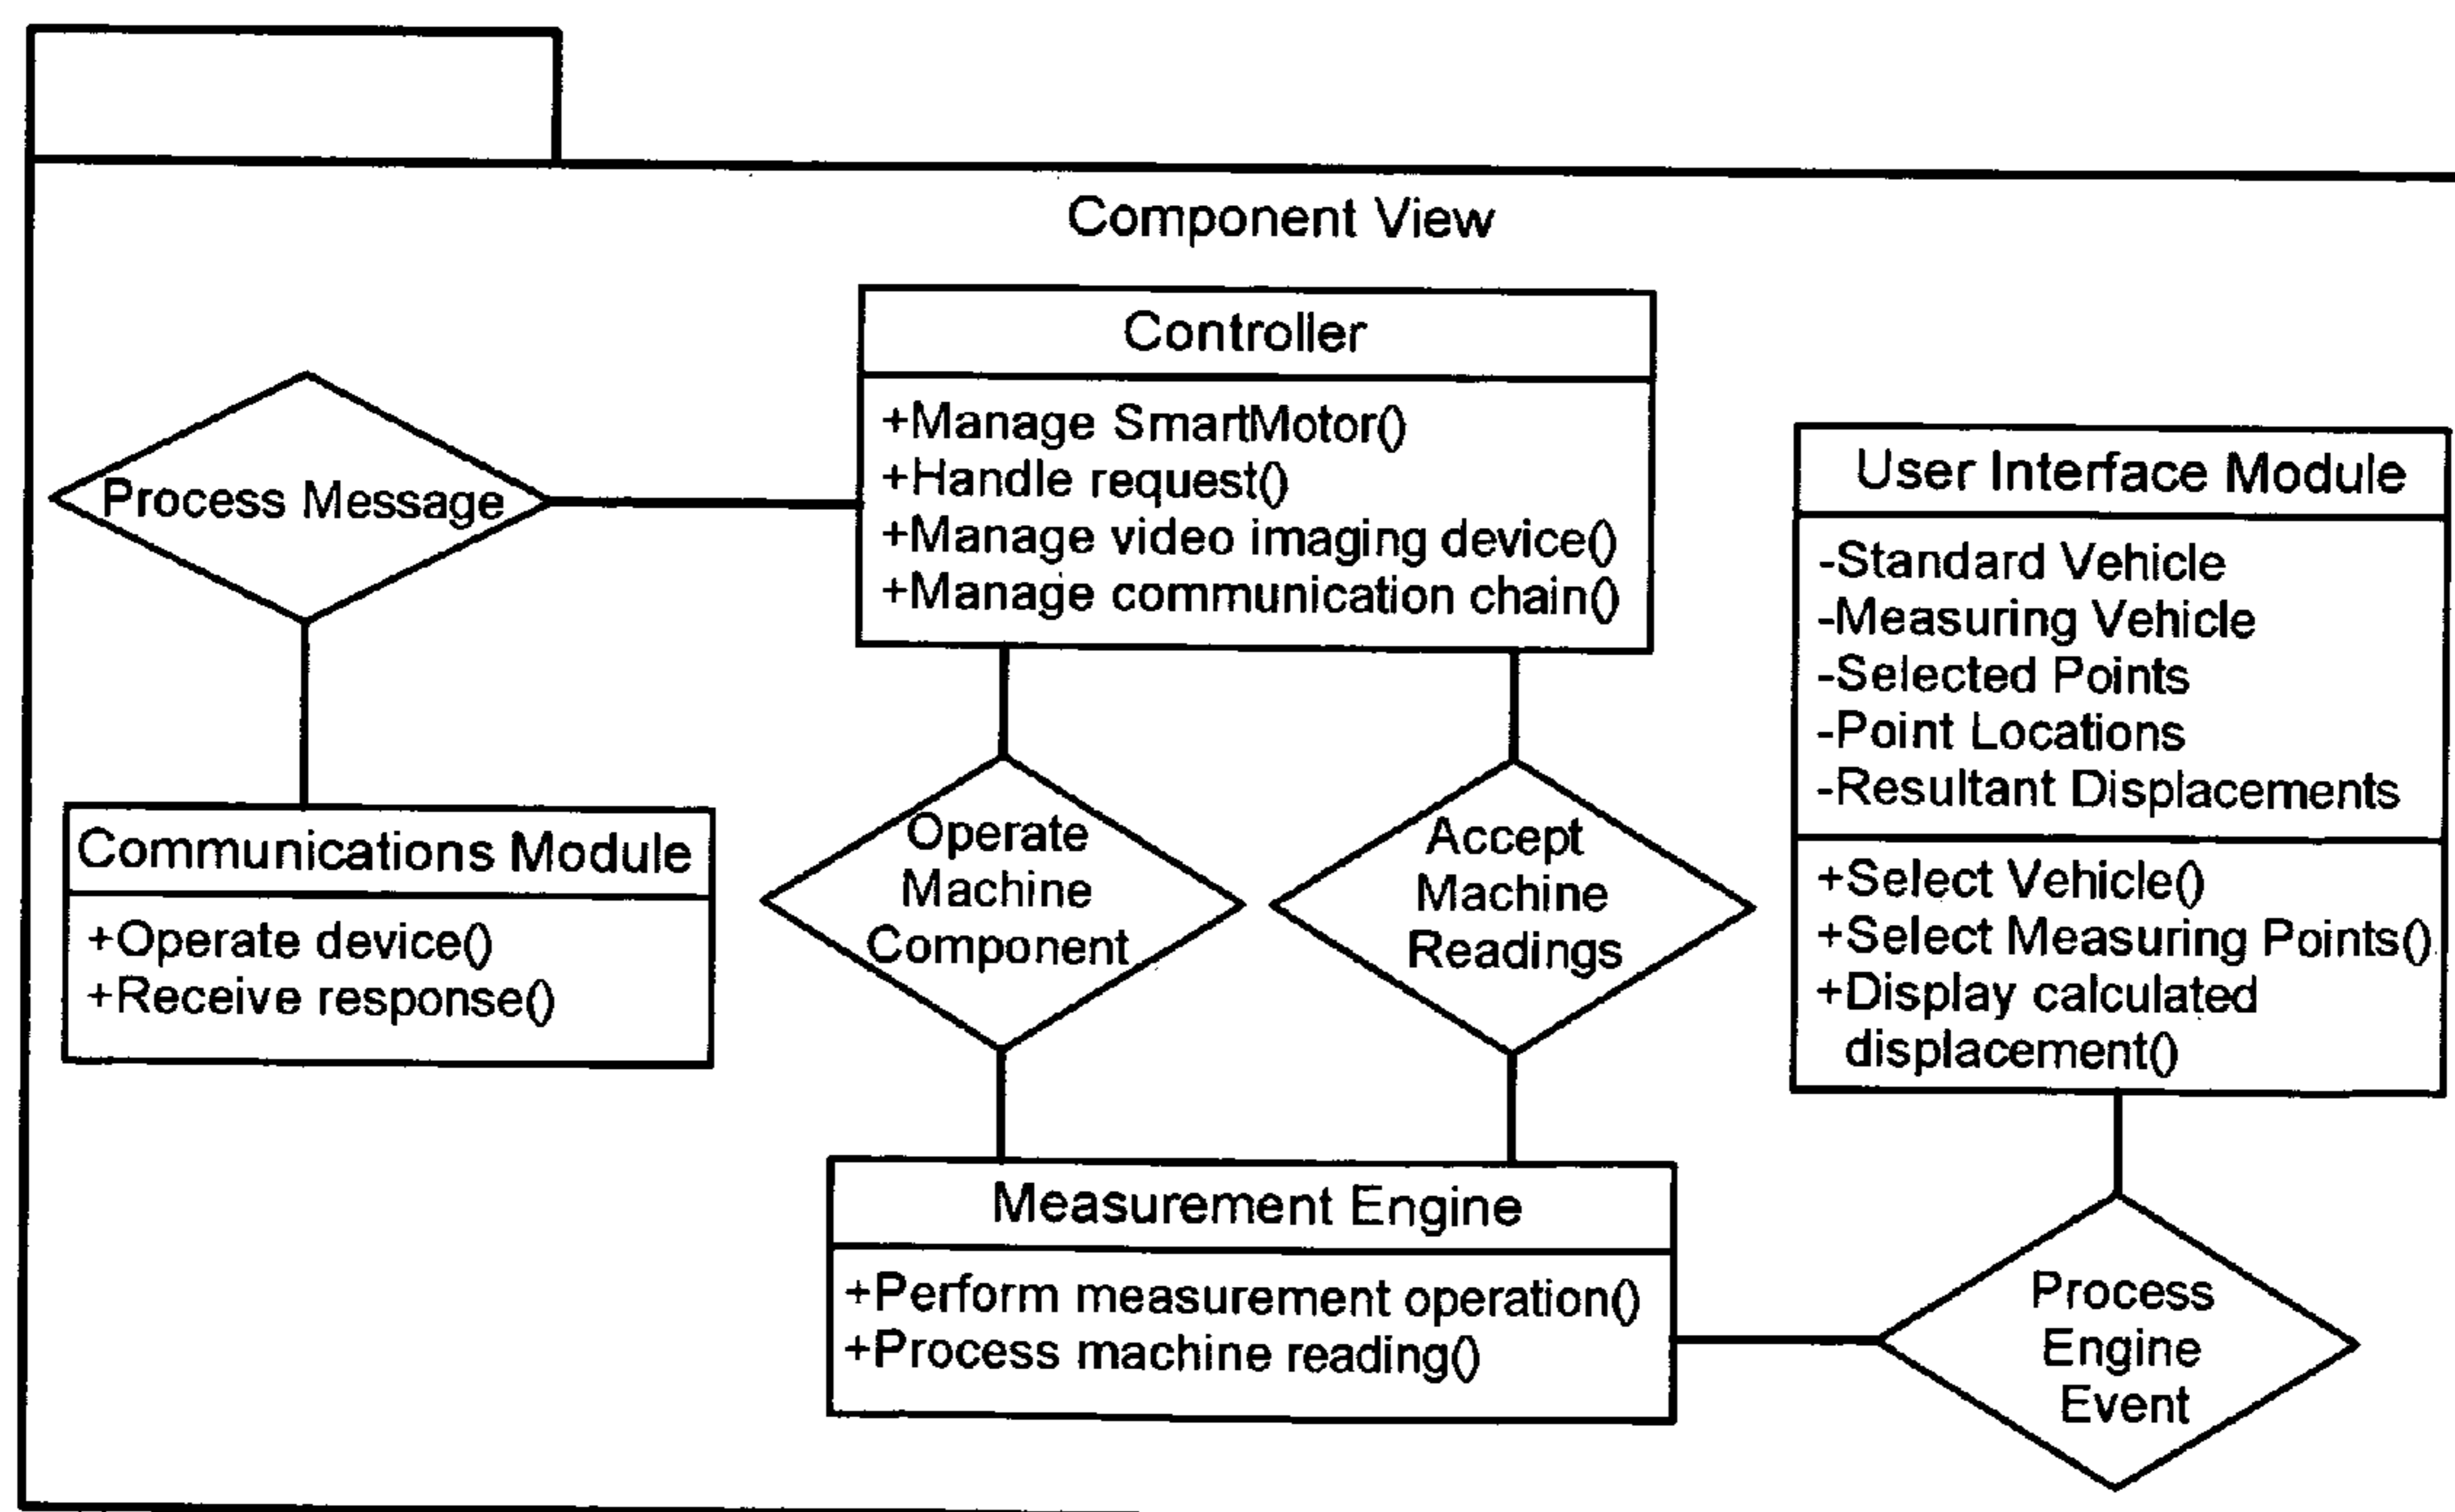 Component View
Controller
+Manage SmartMotor()
+Handle request()
+Manage video imaging device()
+Manage communication chain()
Process Message
User Interface Module
-Standard Vehicle
-Measuring Vehicle
-Selected Points
-Point Locations
-Resultant Displacements
+Select Vehicle()
+Select Measuring Points()
+Display calculated
displacement()
Communications Module
+Operate device()
+Receive response()
Operate
Machine
Component
Accept
Machine
Readings
Measurement Engine
+Perform measurement operation()
+Process machine reading()
Process
Engine
Event